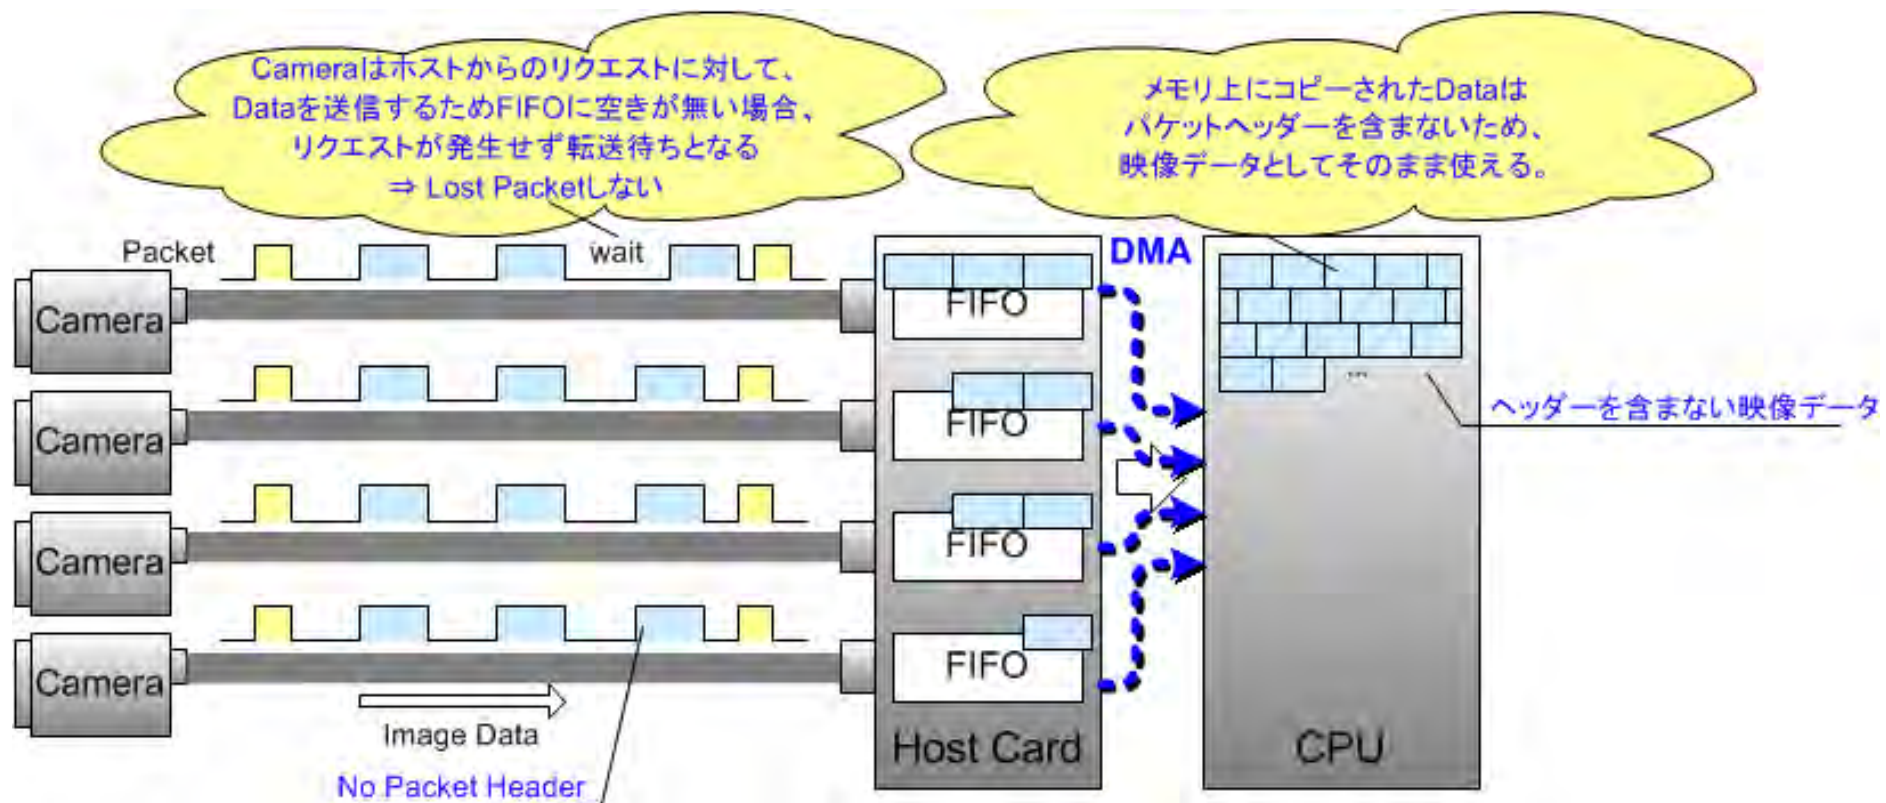 Cameraはホストからのリクエストに対して、
Dataを送信するためFIFOに空きが無い場合、
リクエストが発生せず転送待ちとなる
⇒ Lost Packetしない
メモリ上にコピーされたDataは
パケットヘッダーを含まないため、
映像データとしてそのまま使える。
Packet
wait
DMA
Camera
FIFO
Camera
FIFO
ヘッダーを含まない映像データ
Camera
FIFO
Camera
FIFO
Image Data
Host Card
CPU
No Packet Header
...